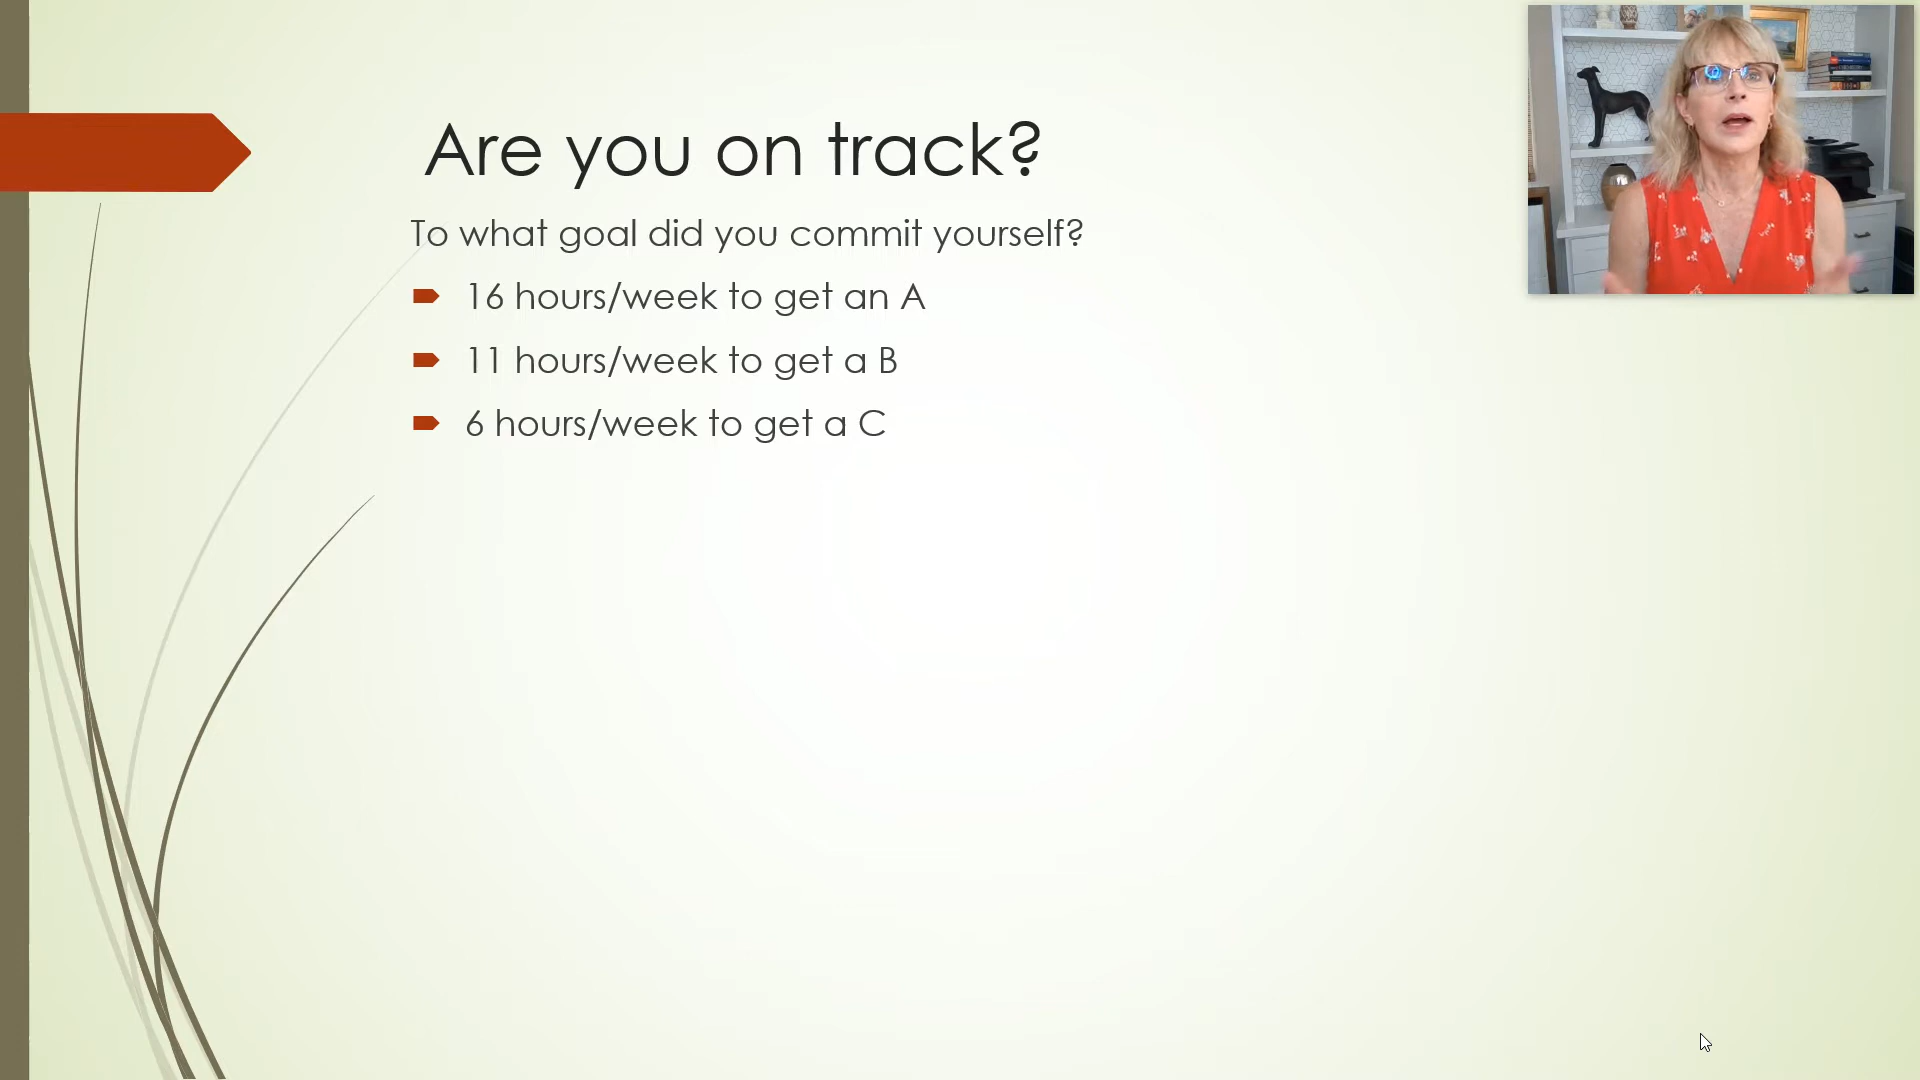 Are you on track?
To what goal did you commit yourself?
16 hours/week to get an A
11 hours/week to get a B
6 hours/week to get a C